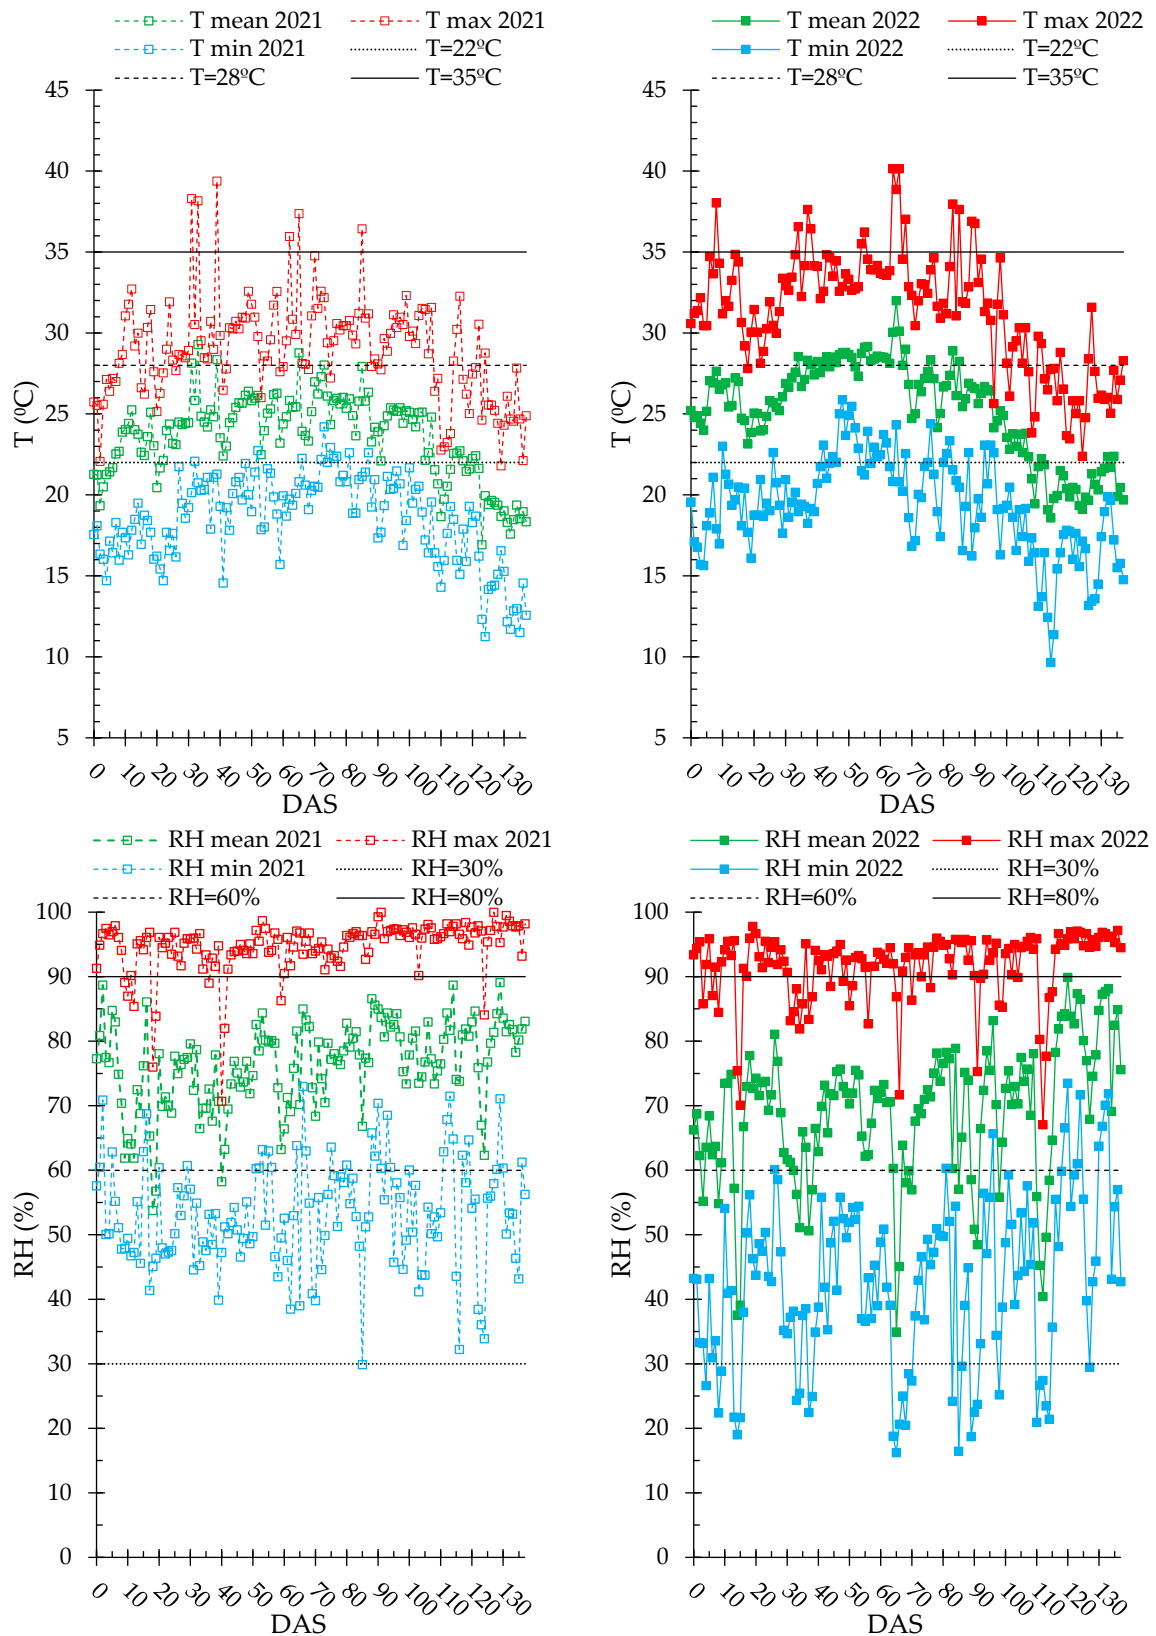 T mean 2021 T max 2021
T min 2021 T=22ºC
T=28ºC T=35ºC
45
40
35
30
25
20
15
10
5
T (ºC)
0 10 20 30 40 50 60 70 80 90 100 110 120 130
DAS
T mean 2022 T max 2022
T min 2022 T=22ºC
T=28ºC T=35ºC
45
40
35
30
25
20
15
10
5
T (ºC)
0 10 20 30 40 50 60 70 80 90 100 110 120 130
DAS
RH mean 2021 RH max 2021
RH min 2021 RH=30%
RH=60% RH=80%
100
90
80
70
60
50
40
30
20
10
0
RH (%)
0 10 20 30 40 50 60 70 80 90 100 110 120 130
DAS
RH mean 2022 RH max 2022
RH min 2022 RH=30%
RH=60% RH=80%
100
90
80
70
60
50
40
30
20
10
0
RH (%)
0 10 20 30 40 50 60 70 80 90 100 110 120 130
DAS